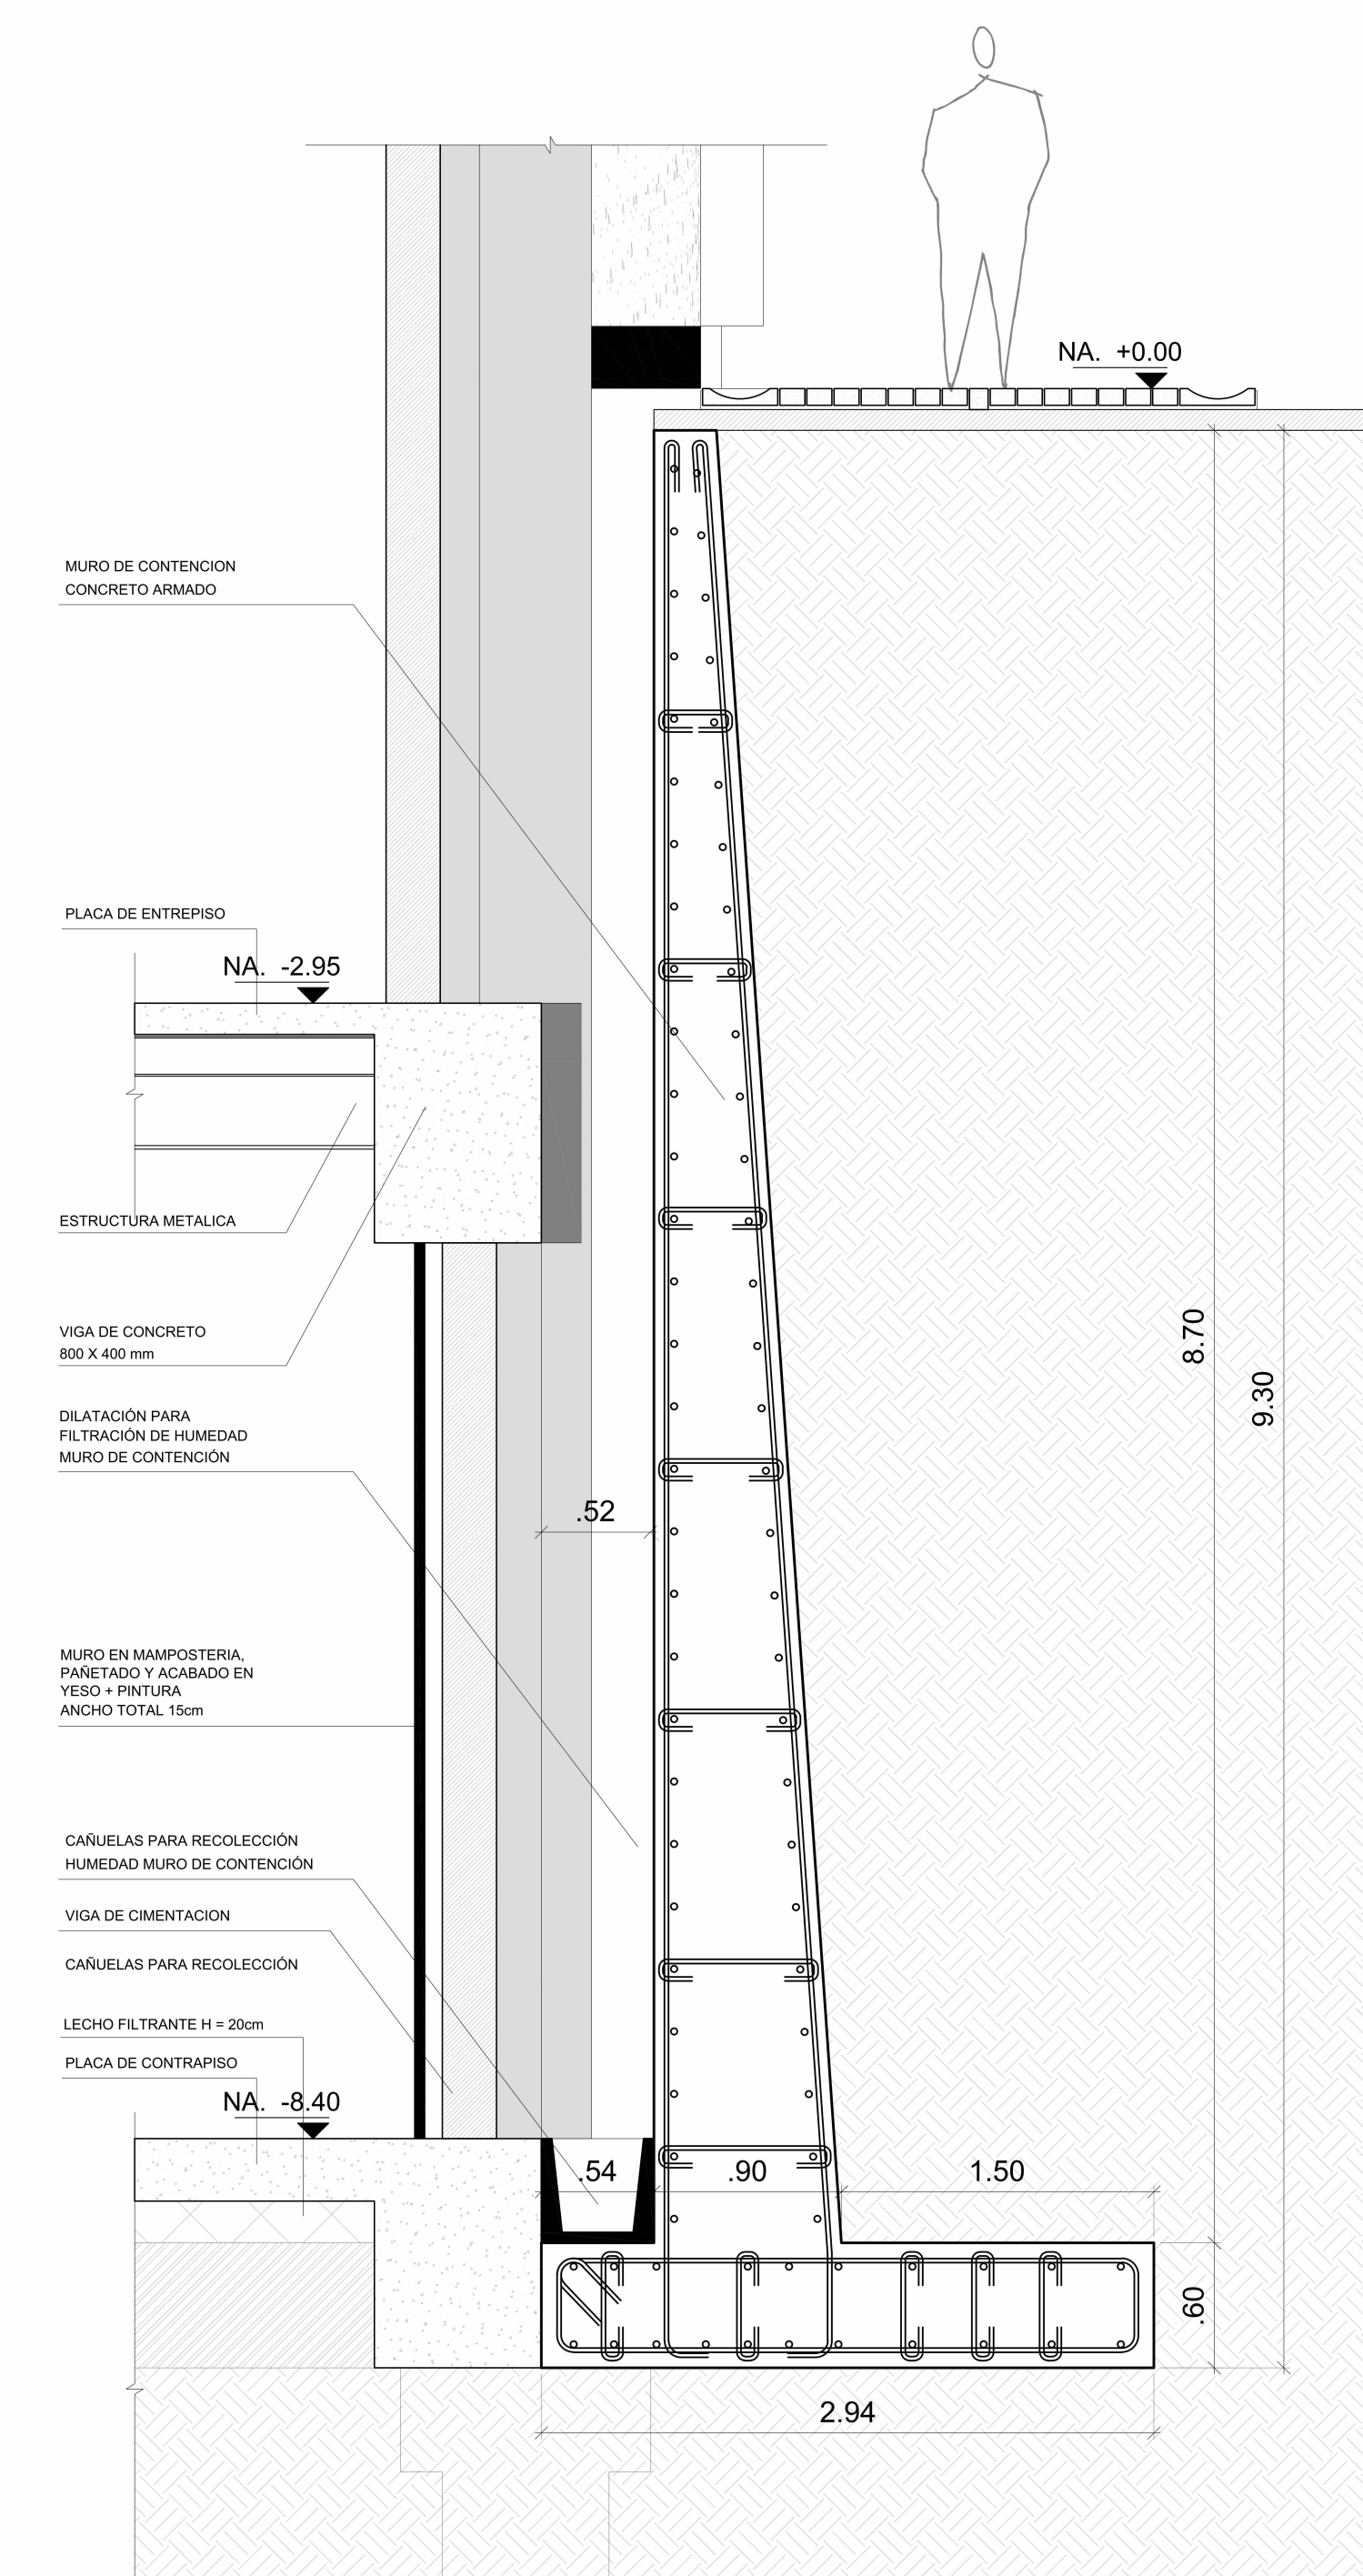 NA. +0.00
MURO DE CONTENCION
CONCRETO ARMADO
PLACA DE ENTREPISO
NA. -2.95
ESTRUCTURA METALICA
VIGA DE CONCRETO
800 X 400 mm
8.70
9.30
DILATACIÓN PARA
FILTRACIÓN DE HUMEDAD
MURO DE CONTENCIÓN
.52
MURO EN MAMPOSTERIA,
PAÑETADO Y ACABADO EN
YESO + PINTURA
ANCHO TOTAL 15cm
CAÑUELAS PARA RECOLECCIÓN
HUMEDAD MURO DE CONTENCIÓN
VIGA DE CIMENTACION
CAÑUELAS PARA RECOLECCIÓN
LECHO FILTRANTE H = 20cm
PLACA DE CONTRAPISO
NA. -8.40
.54
.90
1.50
.60
2.94